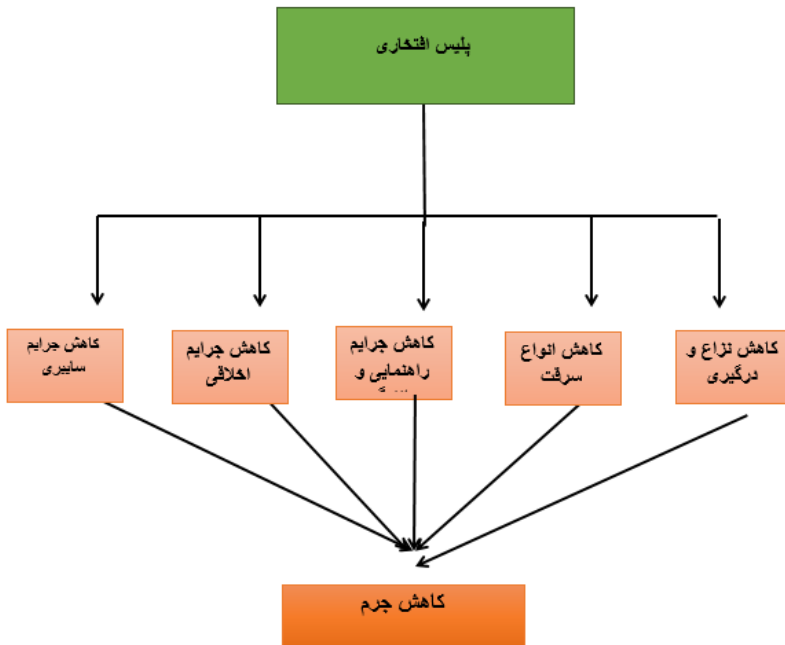 پلیس افتخاری
کاهش نزاع و
درگیری
کاهش انواع
سرقت
کاهش جرایم
راهنمایی و
کاهش جرایم
اخلاقی
کاهش جرایم
سایبری
کاهش جرم